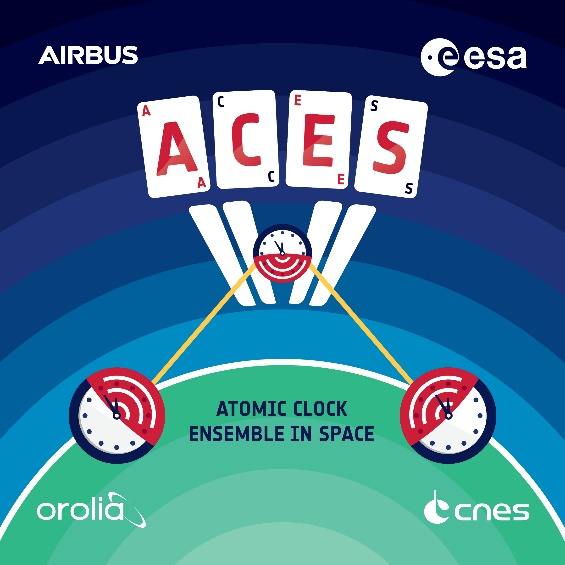 AIRBUS
esa
A C E S
A C E S
A C E S
ATOMIC CLOCK
ENSEMBLE IN SPACE
orolia
cnes